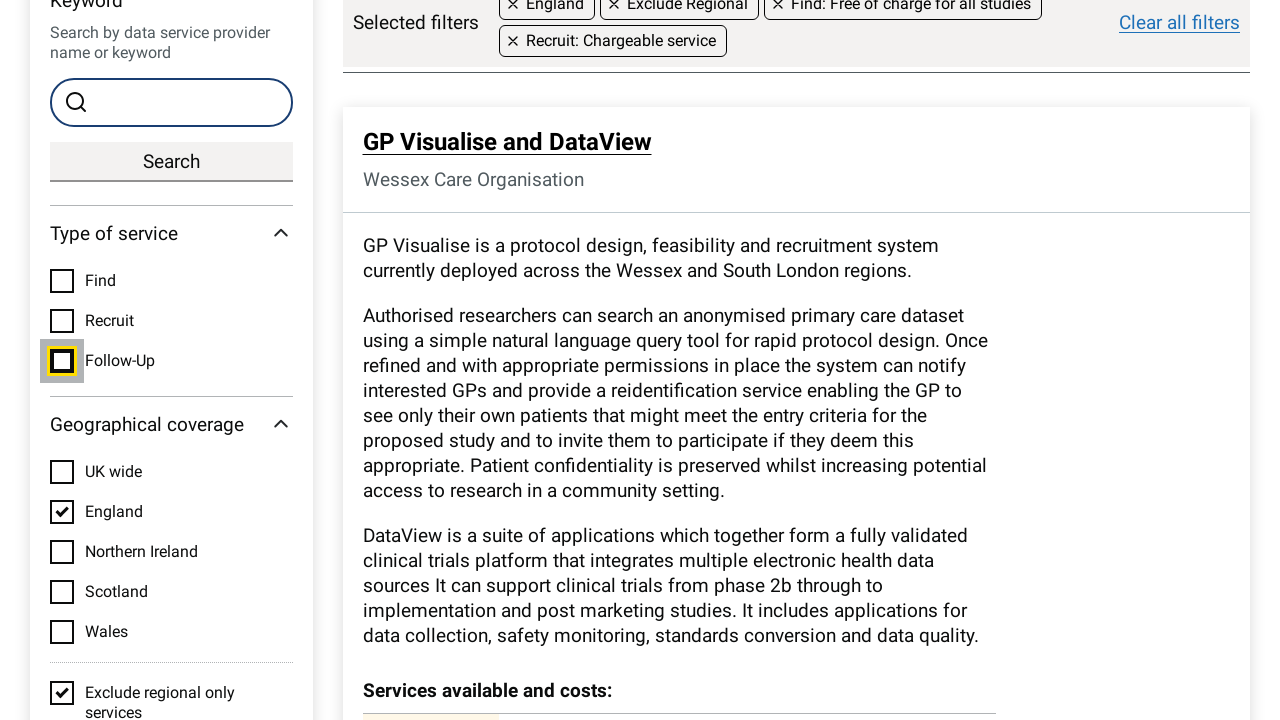 Keyword
Search by data service provider
name or keyword
Search
Type of service
Find
Recruit
Follow-Up
Geographical coverage
UK wide
England
Northern Ireland
Scotland
Wales
Exclude regional only
services
Selected filters
England
Exclude Regional
Find: Free of charge for all studies
Recruit: Chargeable service
Clear all filters
GP Visualise and DataView
Wessex Care Organisation
GP Visualise is a protocol design, feasibility and recruitment system
currently deployed across the Wessex and South London regions.
Authorised researchers can search an anonymised primary care dataset
using a simple natural language query tool for rapid protocol design. Once
refined and with appropriate permissions in place the system can notify
interested GPs and provide a reidentification service enabling the GP to
see only their own patients that might meet the entry criteria for the
proposed study and to invite them to participate if they deem this
appropriate. Patient confidentiality is preserved whilst increasing potential
access to research in a community setting.
DataView is a suite of applications which together form a fully validated
clinical trials platform that integrates multiple electronic health data
sources It can support clinical trials from phase 2b through to
implementation and post marketing studies. It includes applications for
data collection, safety monitoring, standards conversion and data quality.
Services available and costs: